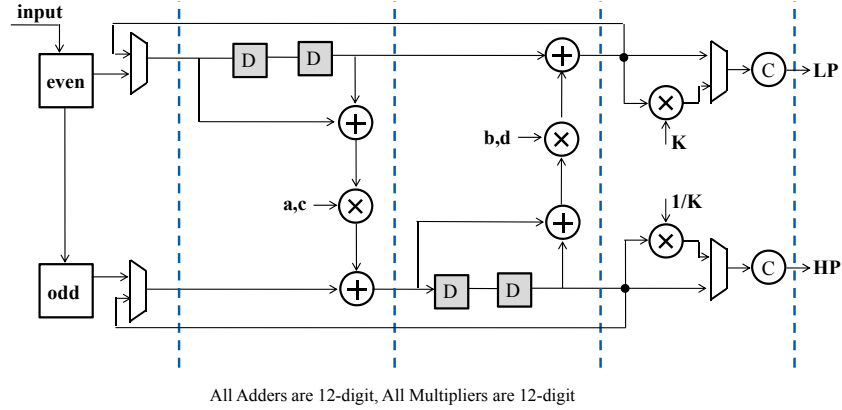 input
even
D D
C LP
K
b,d
a,c
1/K
odd
D D
C HP
All Adders are 12-digit, All Multipliers are 12-digit